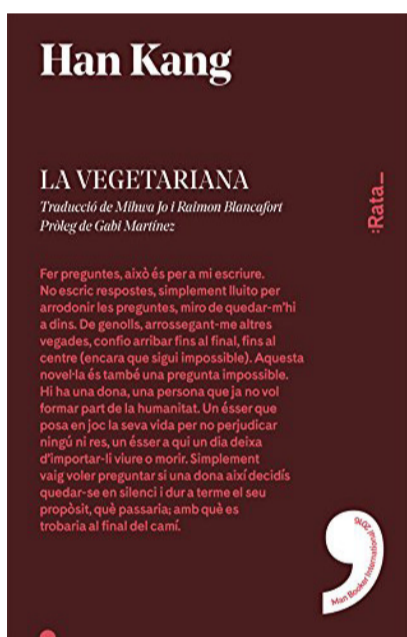 Han Kang
LA VEGETARIANA
Traducció de Mihwa Jo i Raimon Blancafort
Pròleg de Gabi Martínez
:Rata_
Fer preguntes, això és per a mi escriure.
No escric respostes, simplement lluito per
arrodonir les preguntes, miro de quedar-m’hi
a dins. De genolls, arrossegant-me altres
vegades, confio arribar fins al final, fins al
centre (encara que sigui impossible). Aquesta
novel·la és també una pregunta impossible.
Hi ha una dona, una persona que ja no vol
formar part de la humanitat. Un ésser que
posa en joc la seva vida per no perjudicar
ningú ni res, un ésser a qui un dia deixa
d’importar-li viure o morir. Simplement
vaig voler preguntar si una dona així decidís
quedar-se en silenci i dur a terme el seu
propòsit, què passaria; amb què es
trobaria al final del camí.
Man Booker International 2016